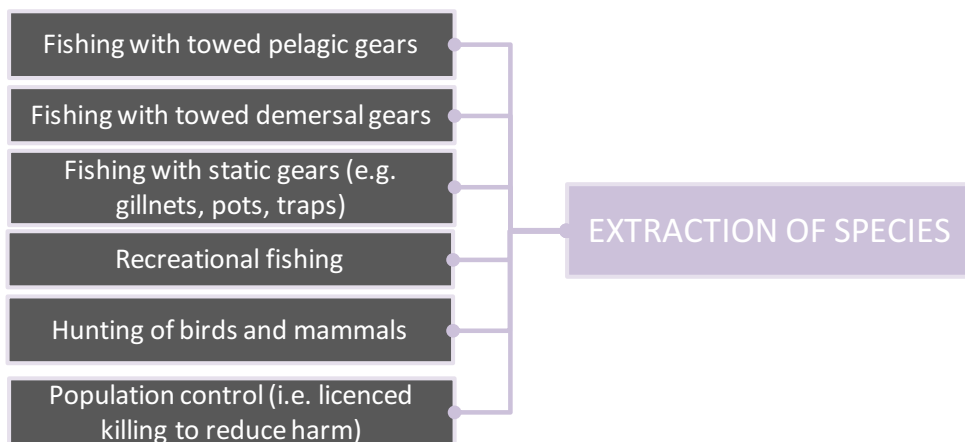 Fishing with towed pelagic gears
Fishing with towed demersal gears
Fishing with static gears (e.g.
gillnets, pots, traps)
Recreational fishing
Hunting of birds and mammals
Population control (i.e. licenced
killing to reduce harm)
EXTRACTION OF SPECIES